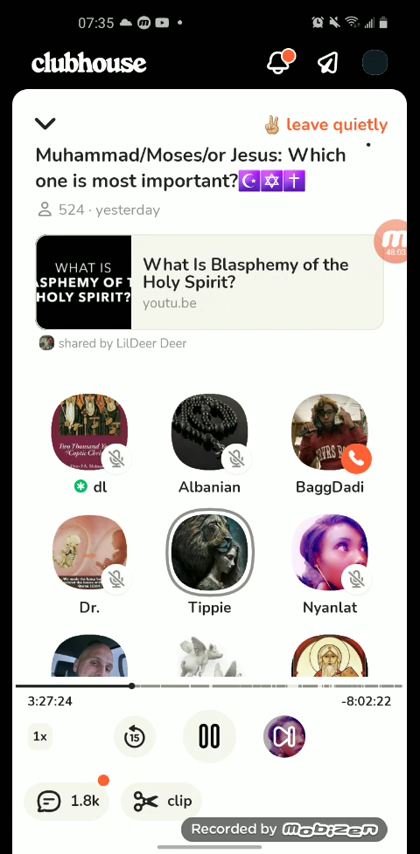 07:35
clubhouse
✌🏼 leave quietly
Muhammad/Moses/or Jesus: Which
one is most important?☪️✡️✝️
524 · yesterday
48:03
WHAT IS
ASPHEMY OF T
HOLY SPIRIT?
What Is Blasphemy of the
Holy Spirit?
youtu.be
shared by LilDeer Deer
dl
Albanian
BaggDadi
Dr.
Tippie
Nyanlat
3:27:24
-8:02:22
1x
15
1.8k
clip
Recorded by mobizen